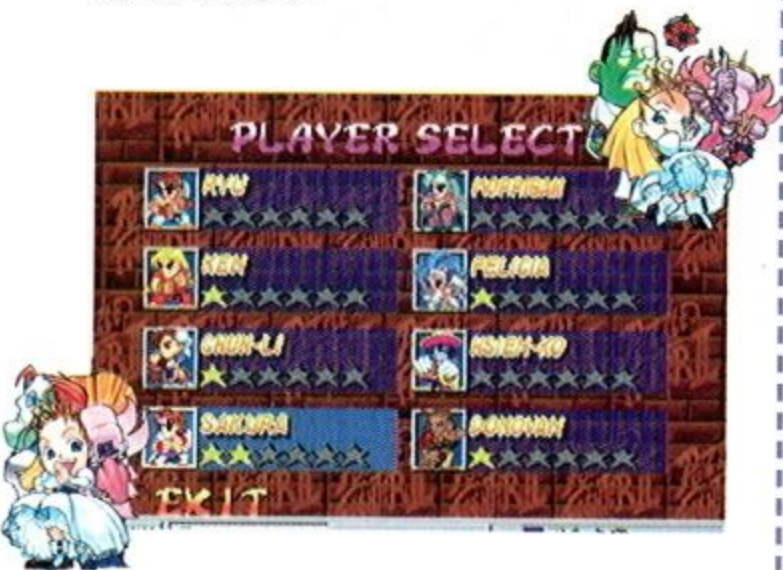 PLAYER SELECT
RYU
MORRIGAN
KEN
FELICIA
CHUN-LI
HSIEN-KO
SAKURA
DONOVAN
EXIT